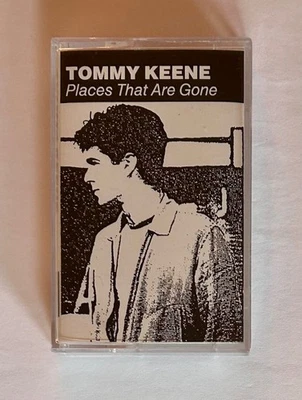 TOMMY KEENE
Places That Are Gone